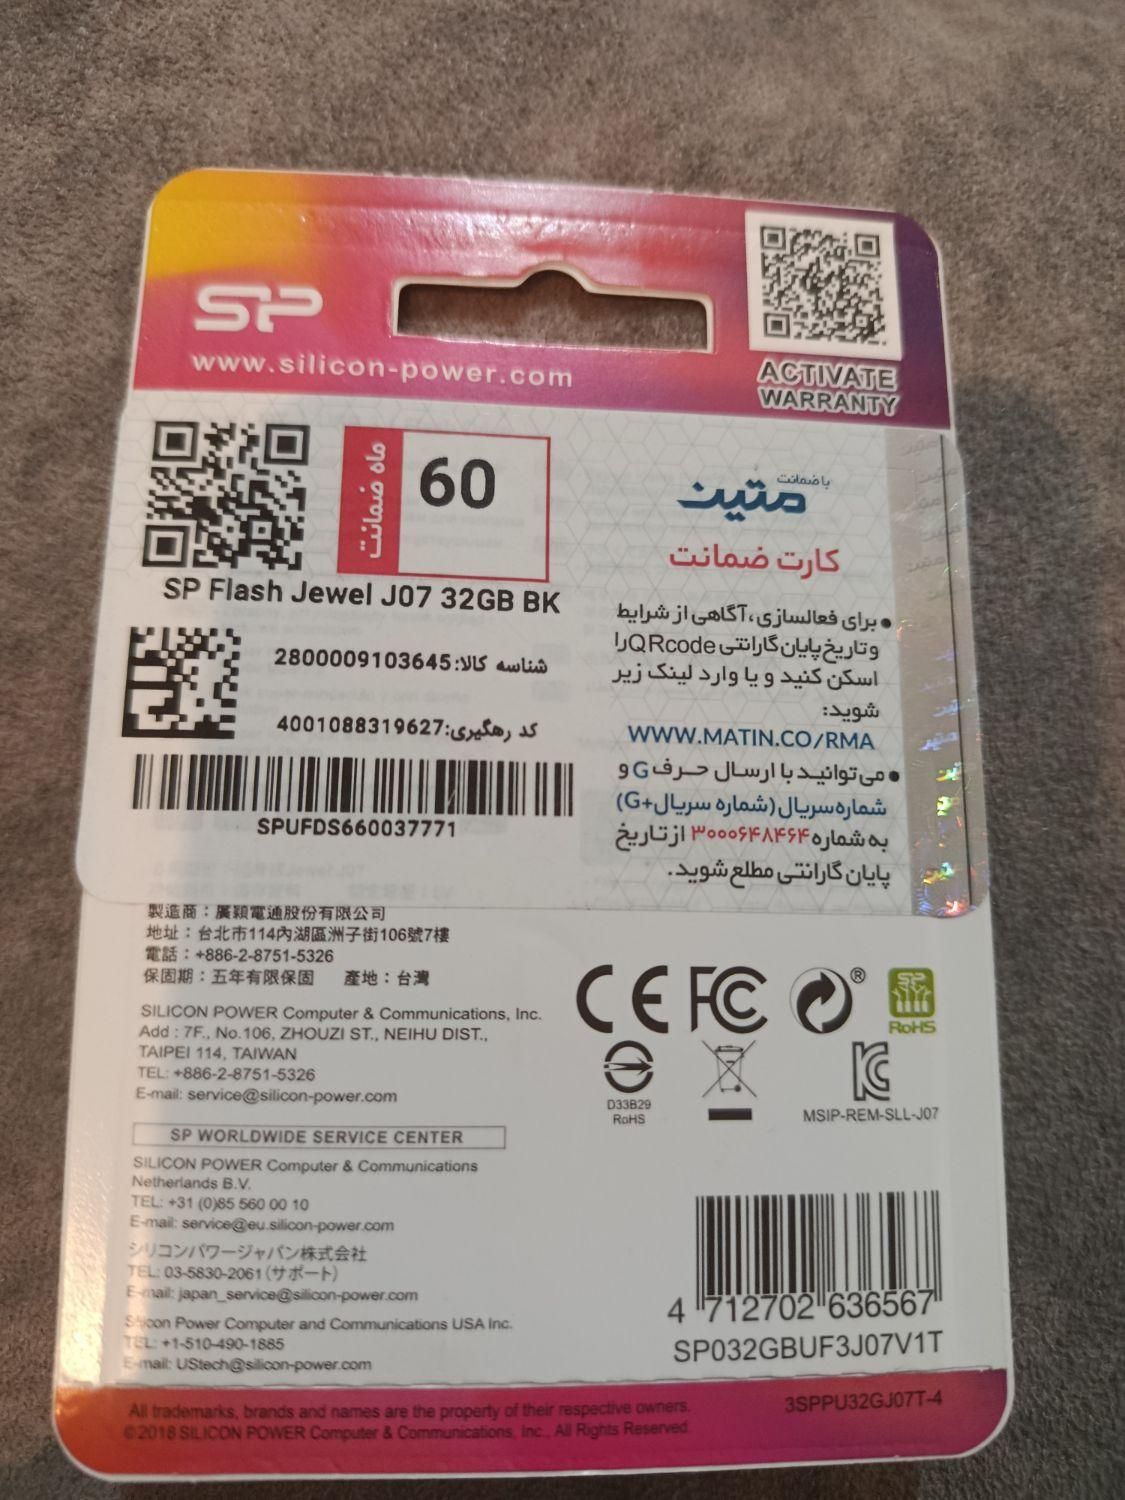 SP
www.silicon-power.com
ACTIVATE
WARRANTY
ماه ضمانت
60
SP Flash Jewel J07 32GB BK
شناسه کالا: 2800009103645
کد رهگیری: 4001088319627
SPUFDS660037771
با ضمانت
متین
کارت ضمانت
• برای فعالسازی، آگاهی از شرایط
و تاریخ پایان گارانتی QRcode را
اسکن کنید و یا وارد لینک زیر
شوید:
WWW.MATIN.CO/RMA
• می‌توانید با ارسال حرف G و
شماره سریال (شماره سریال+G)
به شماره ۳۰۰۰۶۴۸۴۶۴ از تاریخ
پایان گارانتی مطلع شوید.
製造商：廣穎電通股份有限公司
地址：台北市114內湖區洲子街106號7樓
電話：+886-2-8751-5326
保固期：五年有限保固 產地：台灣
SILICON POWER Computer & Communications, Inc.
Add : 7F., No.106, ZHOUZI ST., NEIHU DIST.,
TAIPEI 114, TAIWAN
TEL: +886-2-8751-5326
E-mail: service@silicon-power.com
SP WORLDWIDE SERVICE CENTER
SILICON POWER Computer & Communications
Netherlands B.V.
TEL: +31 (0)85 560 00 10
E-mail: service@eu.silicon-power.com
シリコンパワージャパン株式会社
TEL: 03-5830-2061（サポート）
E-mail: japan_service@silicon-power.com
Silicon Power Computer and Communications USA Inc.
TEL: +1-510-490-1885
E-mail: UStech@silicon-power.com
CE FC ®
SP
RoHS
D33B29
RoHS
MSIP-REM-SLL-J07
4 712702 636567
SP032GBUF3J07V1T
All trademarks, brands and names are the property of their respective owners.
©2018 SILICON POWER Computer & Communications, Inc., All Rights Reserved.
3SPPU32GJ07T-4